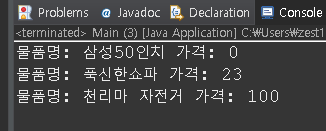 Problems @ Javadoc Declaration Console
<terminated> Main (3) [Java Application] C:₩Users₩zest1
물품명: 삼성50인치 가격: 0
물품명: 푹신한쇼파 가격: 23
물품명: 천리마 자전거 가격: 100